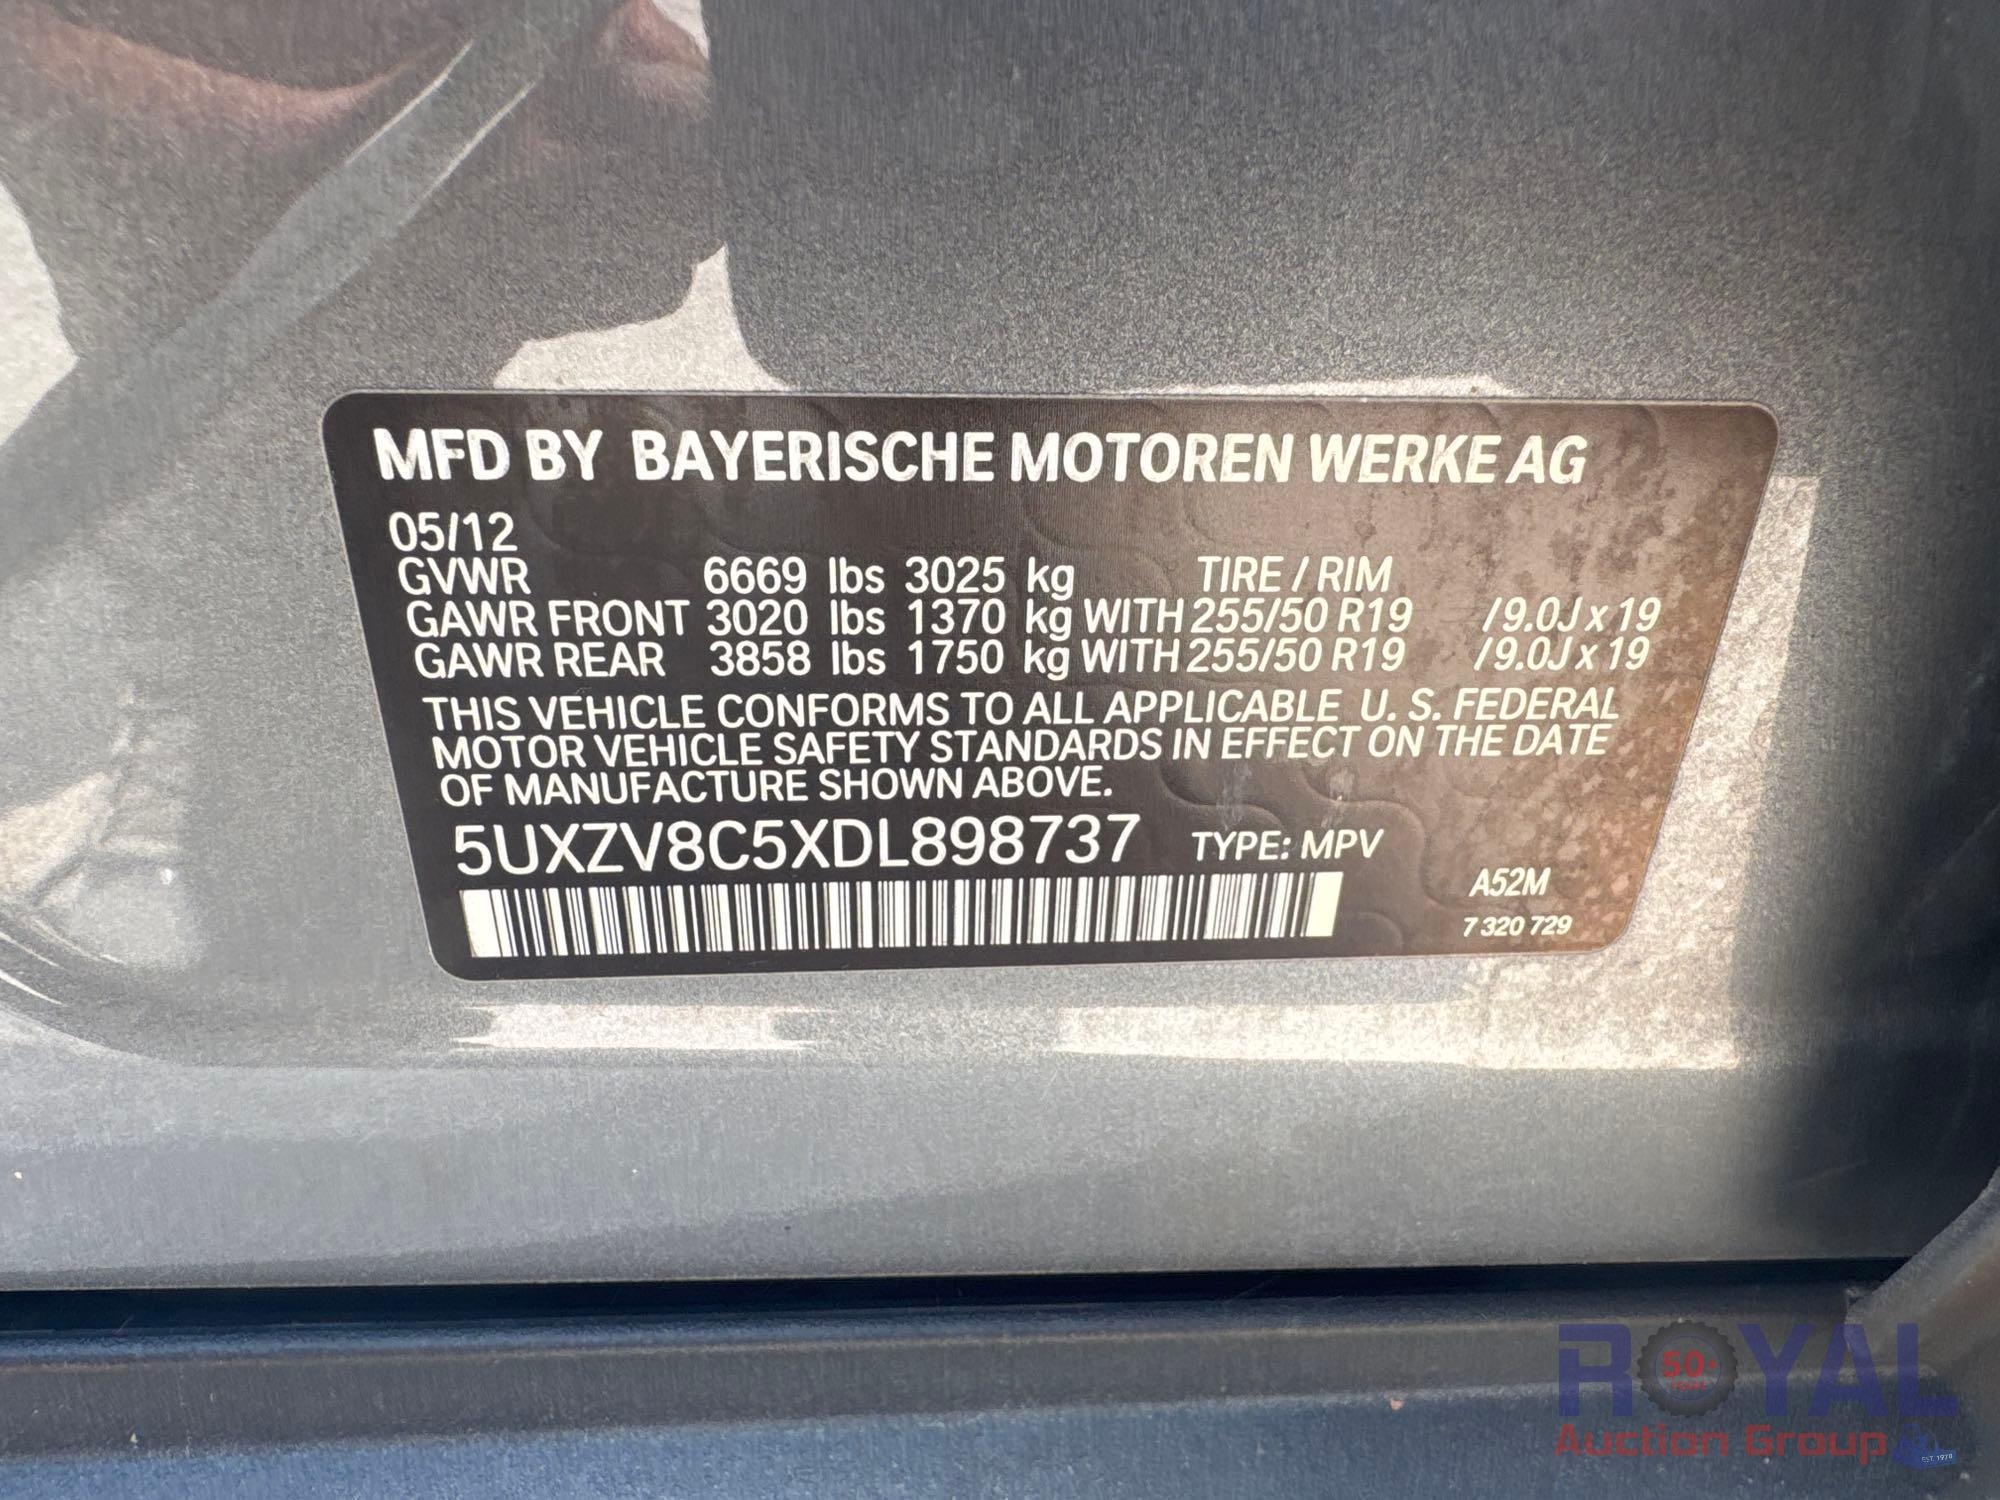 MFD BY BAYERISCHE MOTOREN WERKE AG
05/12
GVWR 6669 lbs 3025 kg TIRE / RIM
GAWR FRONT 3020 lbs 1370 kg WITH 255/50 R19 /9.0J x 19
GAWR REAR 3858 lbs 1750 kg WITH 255/50 R19 /9.0J x 19
THIS VEHICLE CONFORMS TO ALL APPLICABLE U. S. FEDERAL
MOTOR VEHICLE SAFETY STANDARDS IN EFFECT ON THE DATE
OF MANUFACTURE SHOWN ABOVE.
5UXZV8C5XDL898737 TYPE: MPV
A52M
7 320 729
ROYAL
50+
Auction Group
EST. 1970